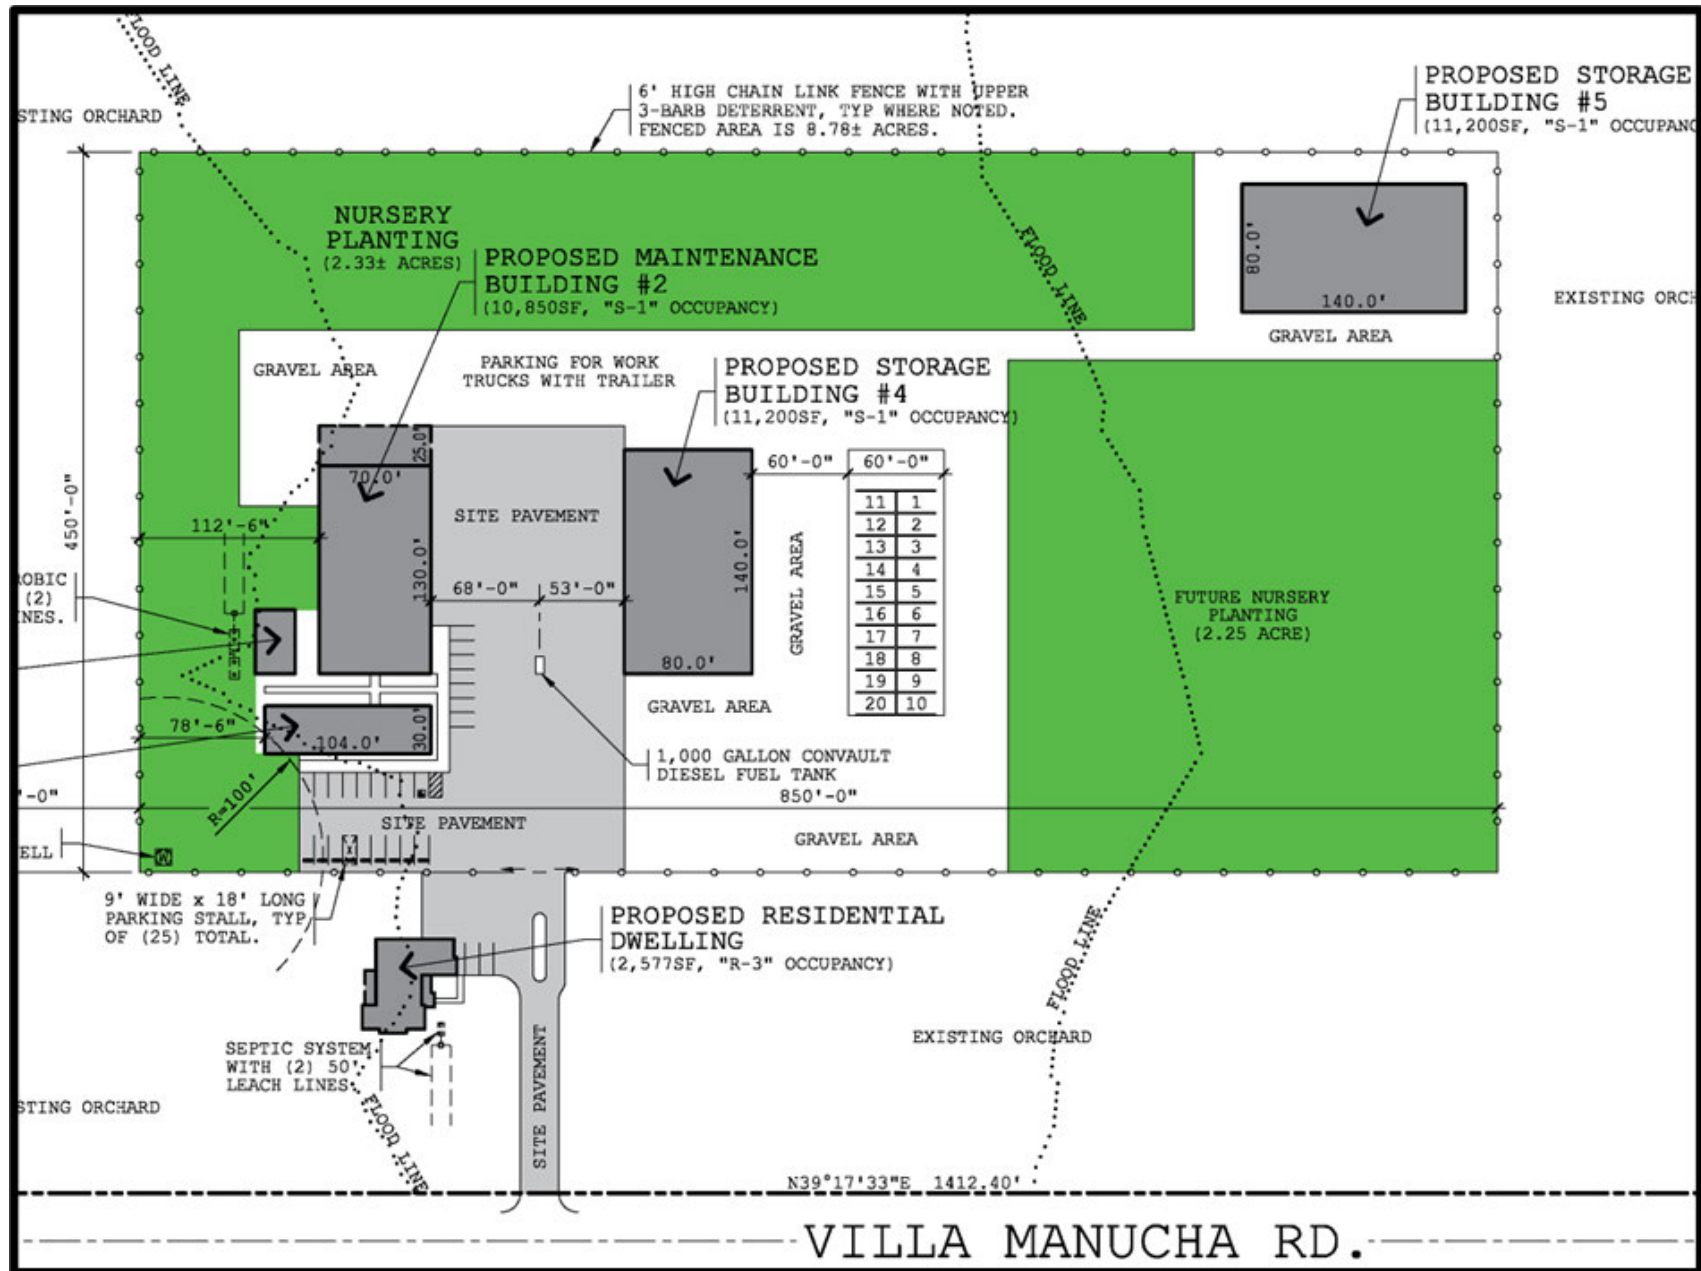 FLOOD LINE
STING ORCHARD
6' HIGH CHAIN LINK FENCE WITH UPPER
3-BARB DETERRENT, TYP WHERE NOTED.
FENCED AREA IS 8.78± ACRES.
PROPOSED STORAGE
BUILDING #5
(11,200SF, "S-1" OCCUPANC
NURSERY
PLANTING
(2.33± ACRES)
PROPOSED MAINTENANCE
BUILDING #2
(10,850SF, "S-1" OCCUPANCY)
FLOOD LINE
80.0'
140.0'
GRAVEL AREA
EXISTING ORCH
GRAVEL AREA
PARKING FOR WORK
TRUCKS WITH TRAILER
PROPOSED STORAGE
BUILDING #4
(11,200SF, "S-1" OCCUPANCY)
25.0'
70.0'
130.0'
450'-0"
112'-6"
SITE PAVEMENT
68'-0"
53'-0"
140.0'
80.0'
60'-0"
60'-0"
GRAVEL AREA
11 1
12 2
13 3
14 4
15 5
16 6
17 7
18 8
19 9
20 10
FUTURE NURSERY
PLANTING
(2.25 ACRE)
OBIC
(2)
INES.
78'-6"
104.0'
30.0'
R=100'
GRAVEL AREA
1,000 GALLON CONVAULT
DIESEL FUEL TANK
'-0"
850'-0"
SITE PAVEMENT
GRAVEL AREA
ELL
W
9' WIDE x 18' LONG
PARKING STALL, TYP
OF (25) TOTAL.
PROPOSED RESIDENTIAL
DWELLING
(2,577SF, "R-3" OCCUPANCY)
FLOOD LINE
EXISTING ORCHARD
SEPTIC SYSTEM
WITH (2) 50'
LEACH LINES
STING ORCHARD
FLOOD LINE
SITE PAVEMENT
N39°17'33"E 1412.40'
VILLA MANUCHA RD.